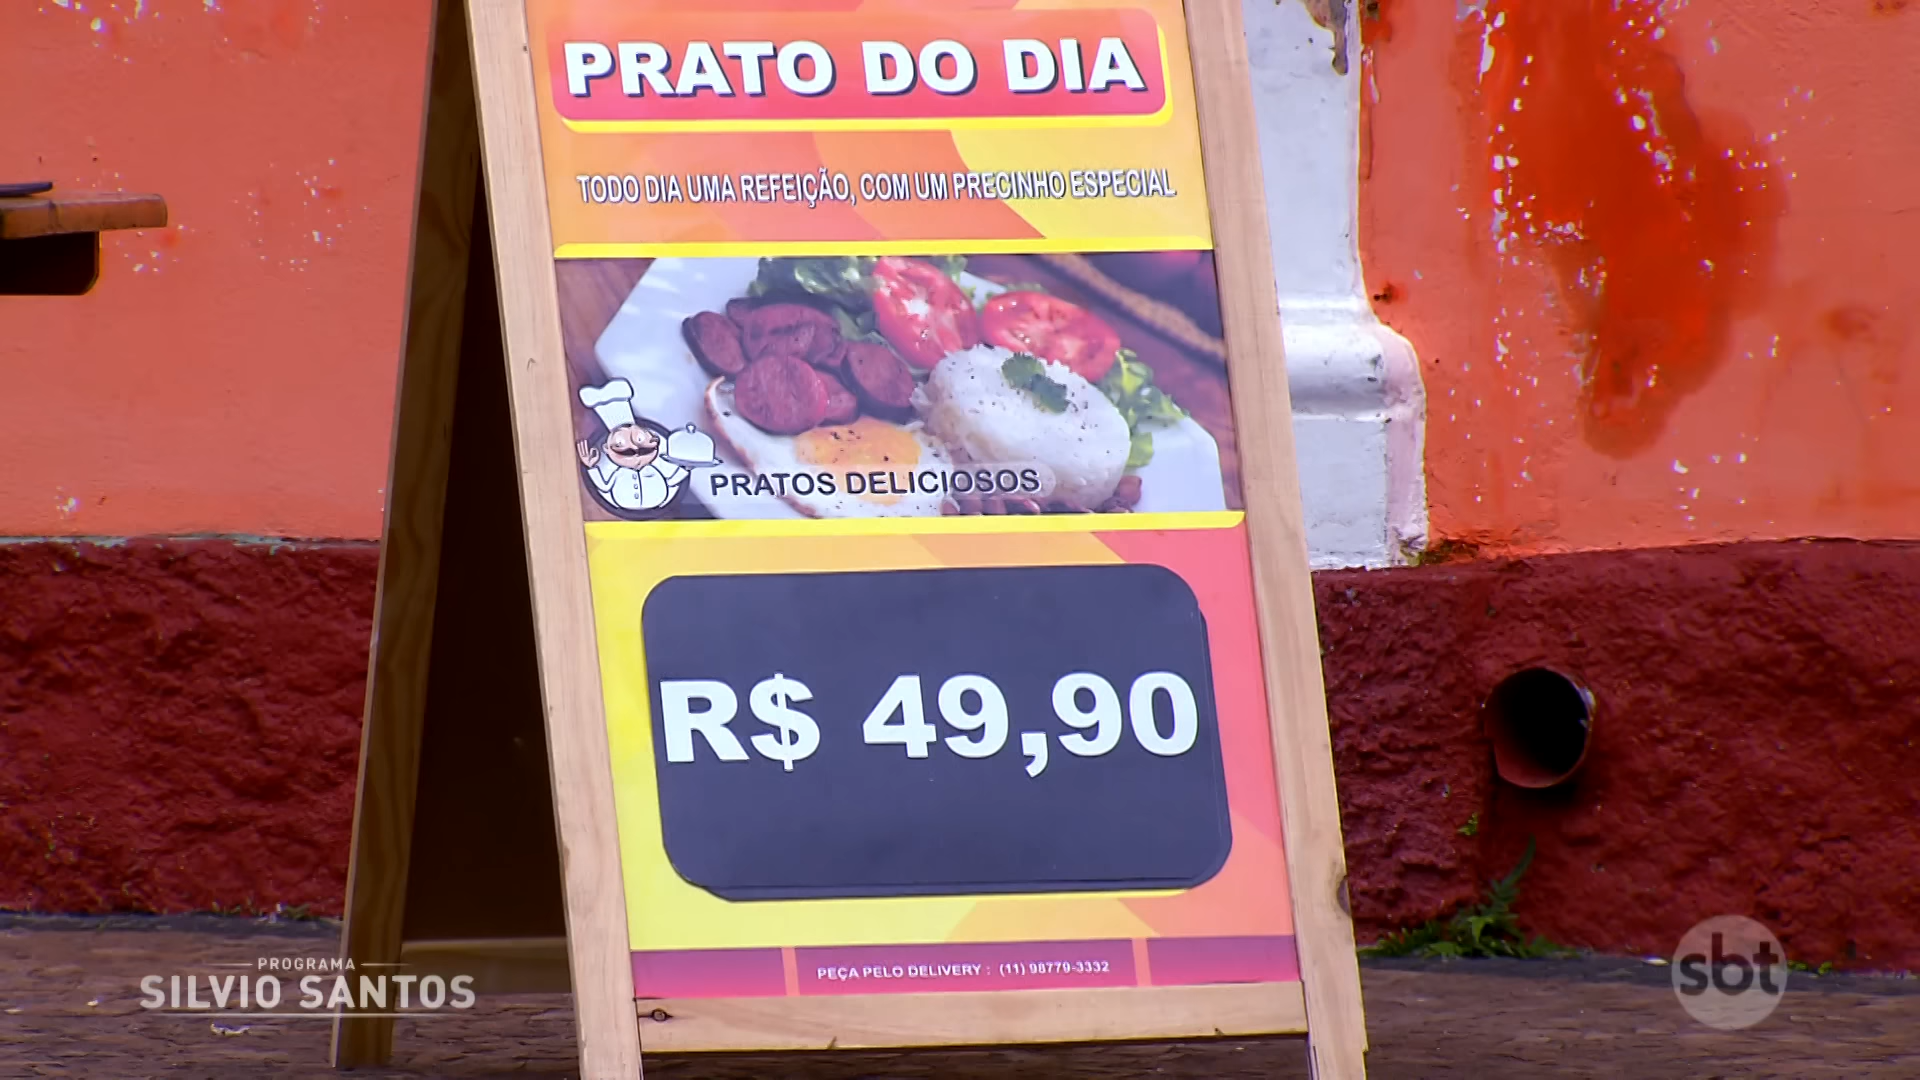 PRATO DO DIA
TODO DIA UMA REFEIÇÃO, COM UM PRECINHO ESPECIAL
PRATOS DELICIOSOS
R$ 49,90
PEÇA PELO DELIVERY : (11) 98779-3332
PROGRAMA
SILVIO SANTOS
sbt